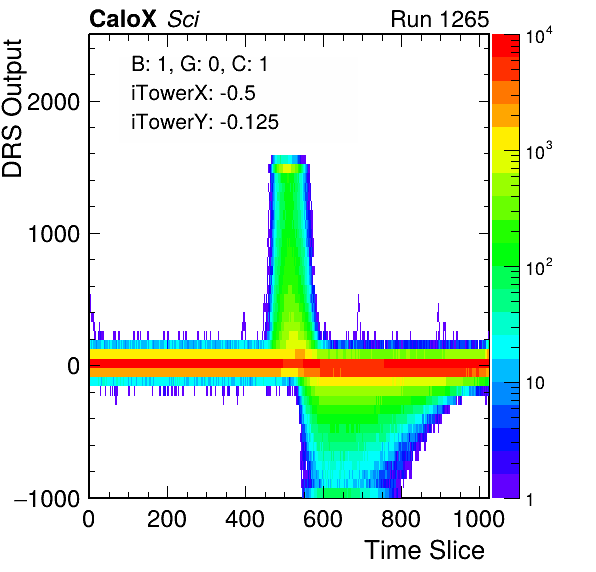 CaloX Sci Run 1265
B: 1, G: 0, C: 1
iTowerX: -0.5
iTowerY: -0.125
DRS Output
2000
1000
0
−1000
0 200 400 600 800 1000
Time Slice
10^4
10^3
10^2
10
1